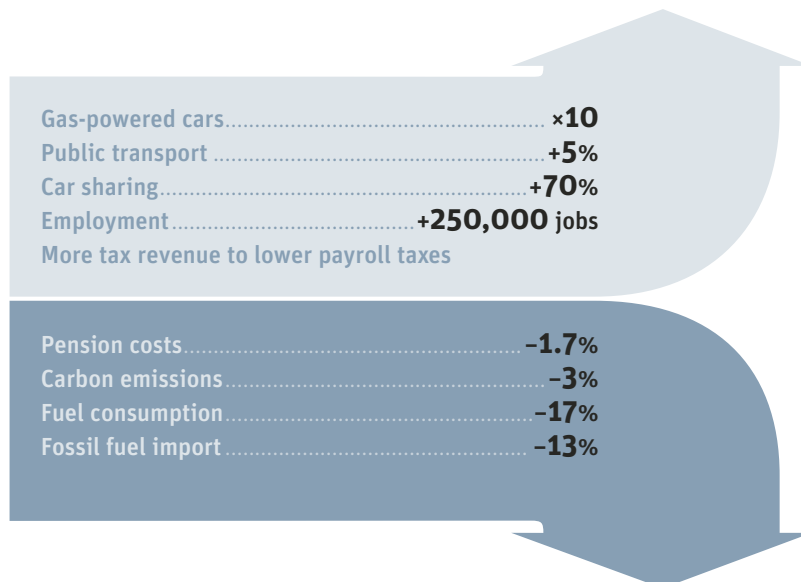 Gas-powered cars ×10
Public transport +5%
Car sharing +70%
Employment +250,000 jobs
More tax revenue to lower payroll taxes
Pension costs –1.7%
Carbon emissions –3%
Fuel consumption –17%
Fossil fuel import –13%